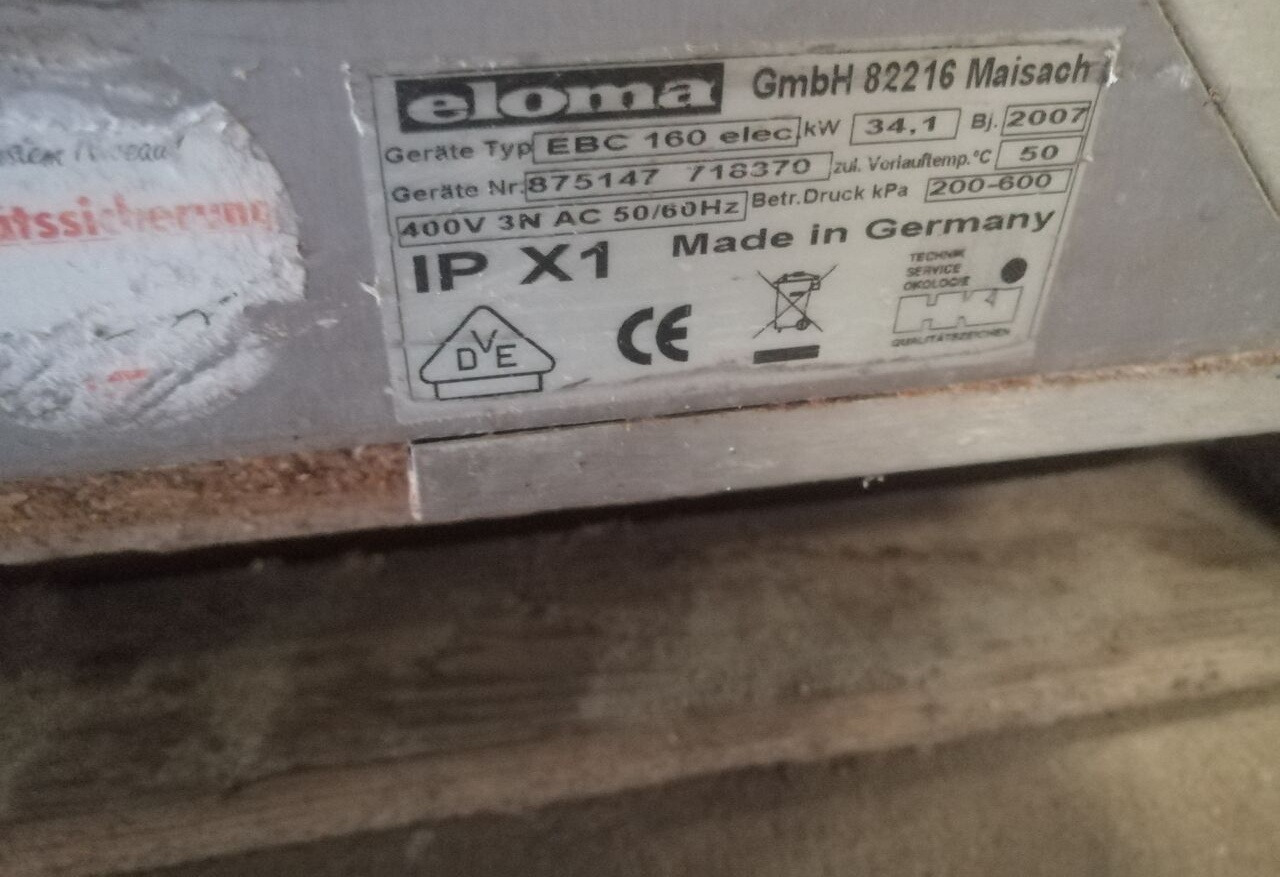 eloma GmbH 82216 Maisach
Geräte Typ EBC 160 elec. kW 34,1 Bj. 2007
Geräte Nr. 875147 718370 zul. Vorlauftemp.°C 50
400V 3N AC 50/60Hz Betr.Druck kPa 200-600
IP X1 Made in Germany
DVE
CE
TECHNIK
SERVICE
ÖKOLOGIE
HKI
QUALITÄTSZEICHEN
ätssicherung